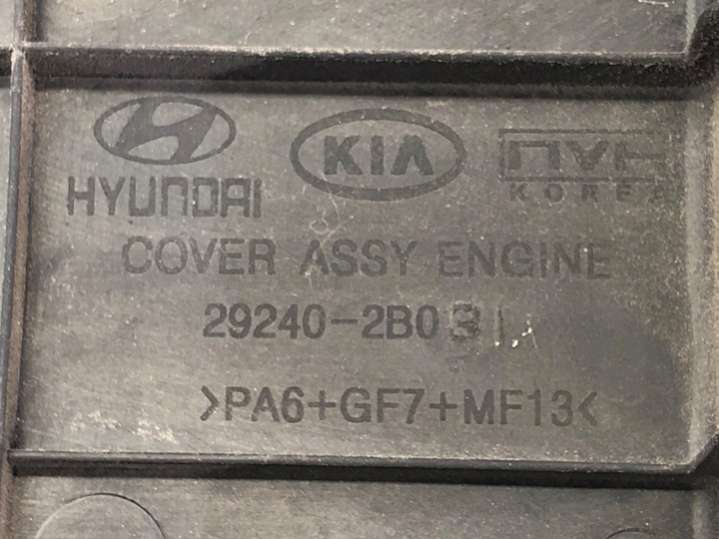 HYUNDAI KIA NVH KOREA
COVER ASSY ENGINE
29240-2B0
>PA6+GF7+MF13<